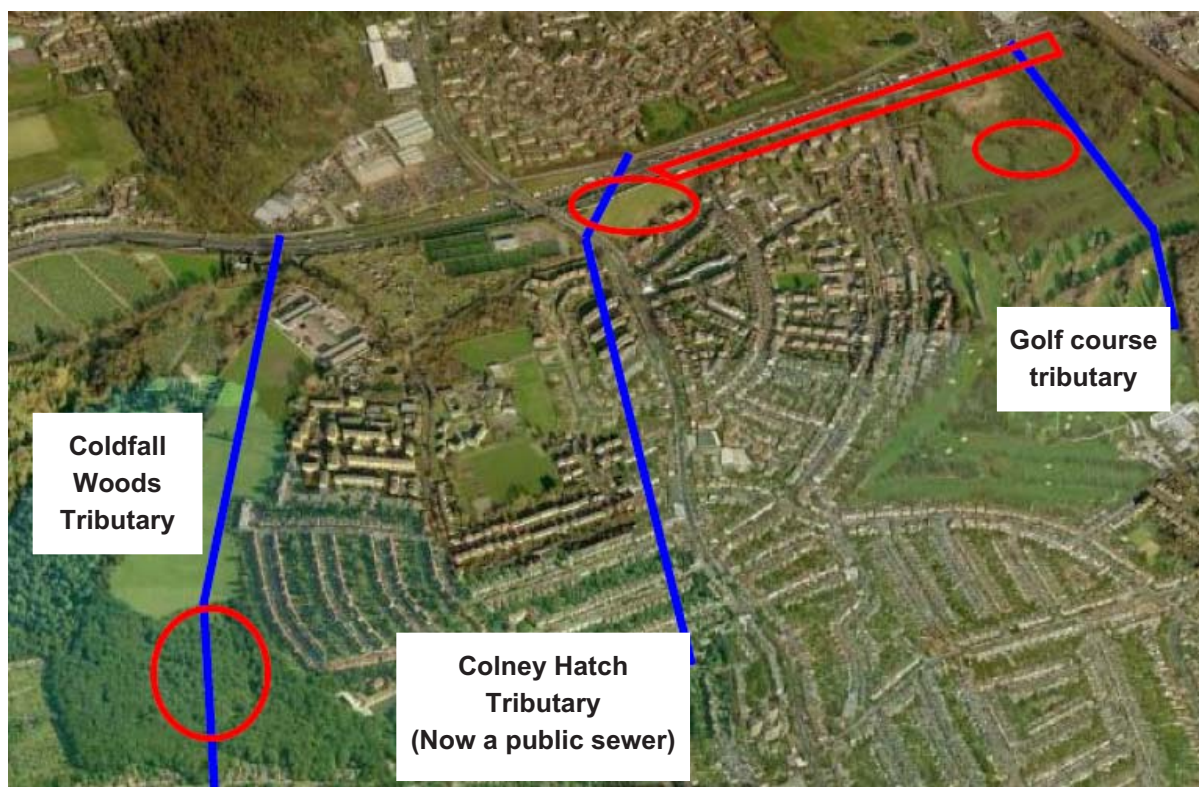 Coldfall
Woods
Tributary
Colney Hatch
Tributary
(Now a public sewer)
Golf course
tributary